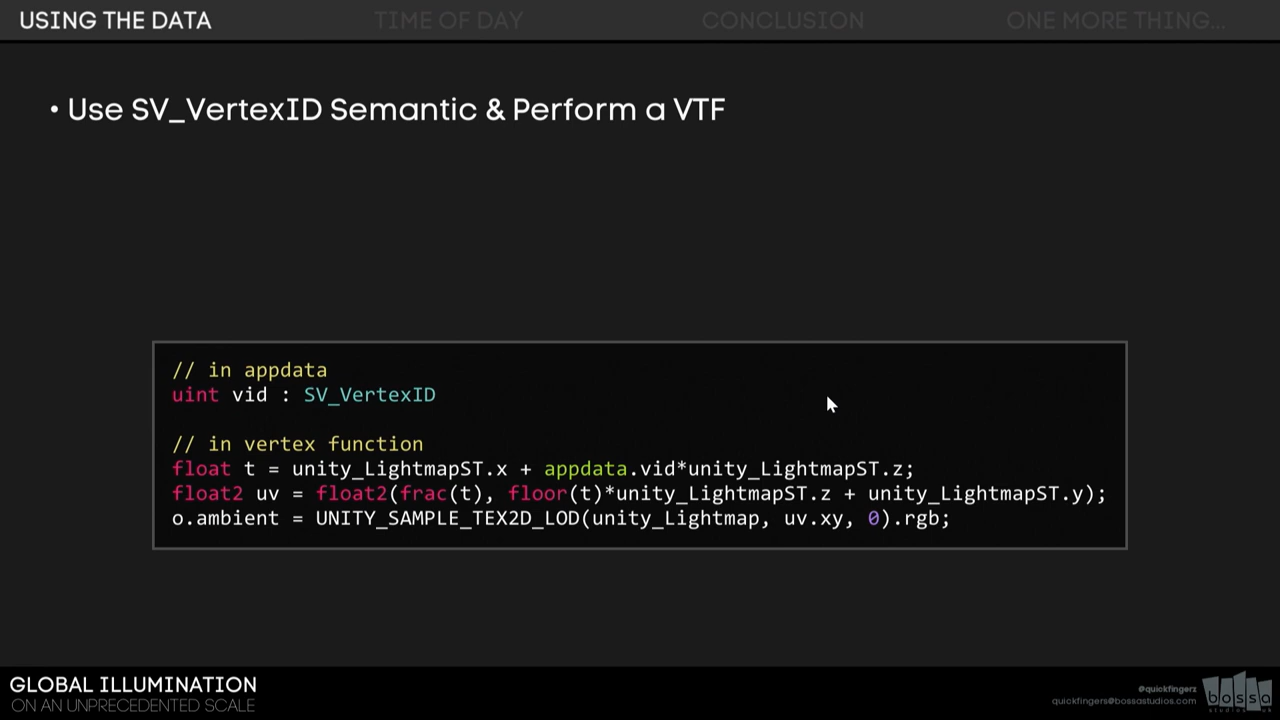 USING THE DATA
TIME OF DAY
CONCLUSION
ONE MORE THING...
• Use SV_VertexID Semantic & Perform a VTF
// in appdata
uint vid : SV_VertexID
// in vertex function
float t = unity_LightmapST.x + appdata.vid*unity_LightmapST.z;
float2 uv = float2(frac(t), floor(t)*unity_LightmapST.z + unity_LightmapST.y);
o.ambient = UNITY_SAMPLE_TEX2D_LOD(unity_Lightmap, uv.xy, 0).rgb;
GLOBAL ILLUMINATION
ON AN UNPRECEDENTED SCALE
@quickfingerz
quickfingers@bossastudios.com
bossa
studios uk